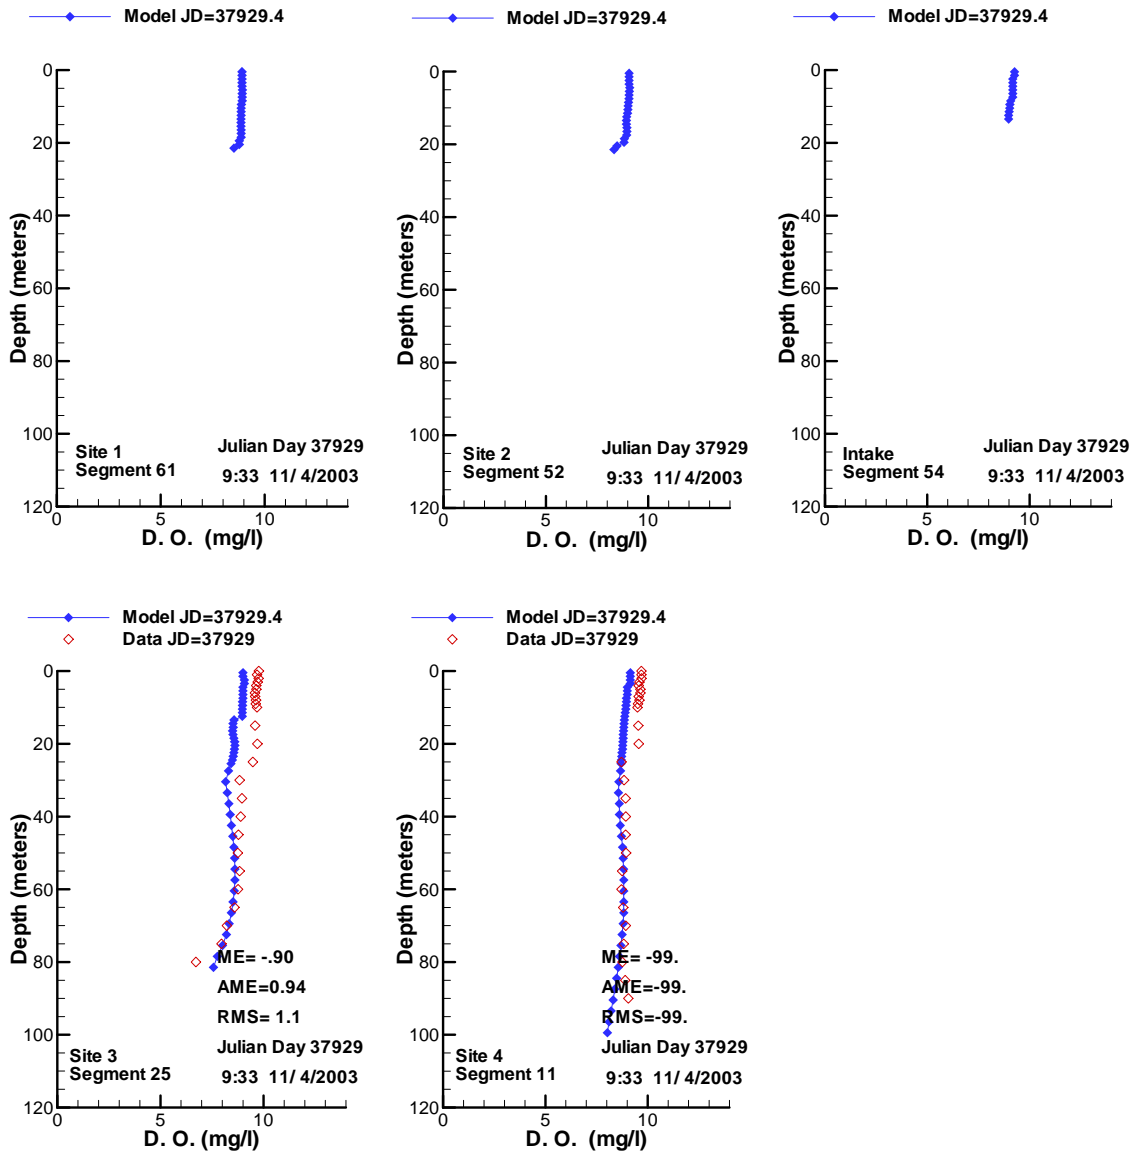 Model JD=37929.4
0
20
40
60
80
100
120
Depth (meters)
Site 1
Segment 61
Julian Day 37929
9:33 11/ 4/2003
0 5 10
D. O. (mg/l)
Model JD=37929.4
0
20
40
60
80
100
120
Depth (meters)
Site 2
Segment 52
Julian Day 37929
9:33 11/ 4/2003
0 5 10
D. O. (mg/l)
Model JD=37929.4
0
20
40
60
80
100
120
Depth (meters)
Intake
Segment 54
Julian Day 37929
9:33 11/ 4/2003
0 5 10
D. O. (mg/l)
Model JD=37929.4
Data JD=37929
0
20
40
60
80
100
120
Depth (meters)
ME= -.90
AME=0.94
RMS= 1.1
Site 3
Segment 25
Julian Day 37929
9:33 11/ 4/2003
0 5 10
D. O. (mg/l)
Model JD=37929.4
Data JD=37929
0
20
40
60
80
100
120
Depth (meters)
ME= -99.
AME=-99.
RMS=-99.
Site 4
Segment 11
Julian Day 37929
9:33 11/ 4/2003
0 5 10
D. O. (mg/l)